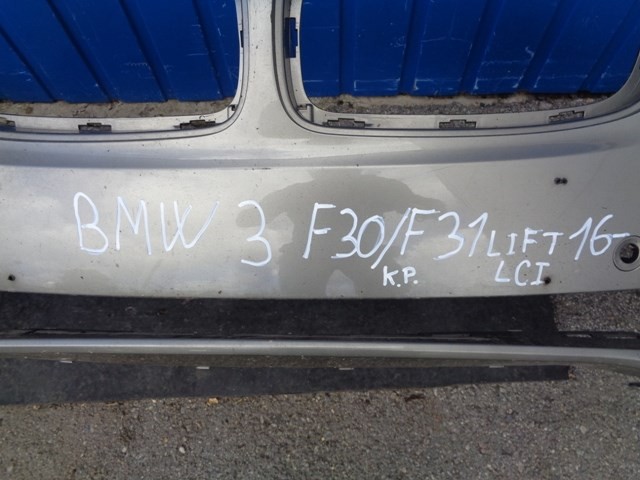 BMW 3 F30/F31 LIFT 16-
K.P. LCI